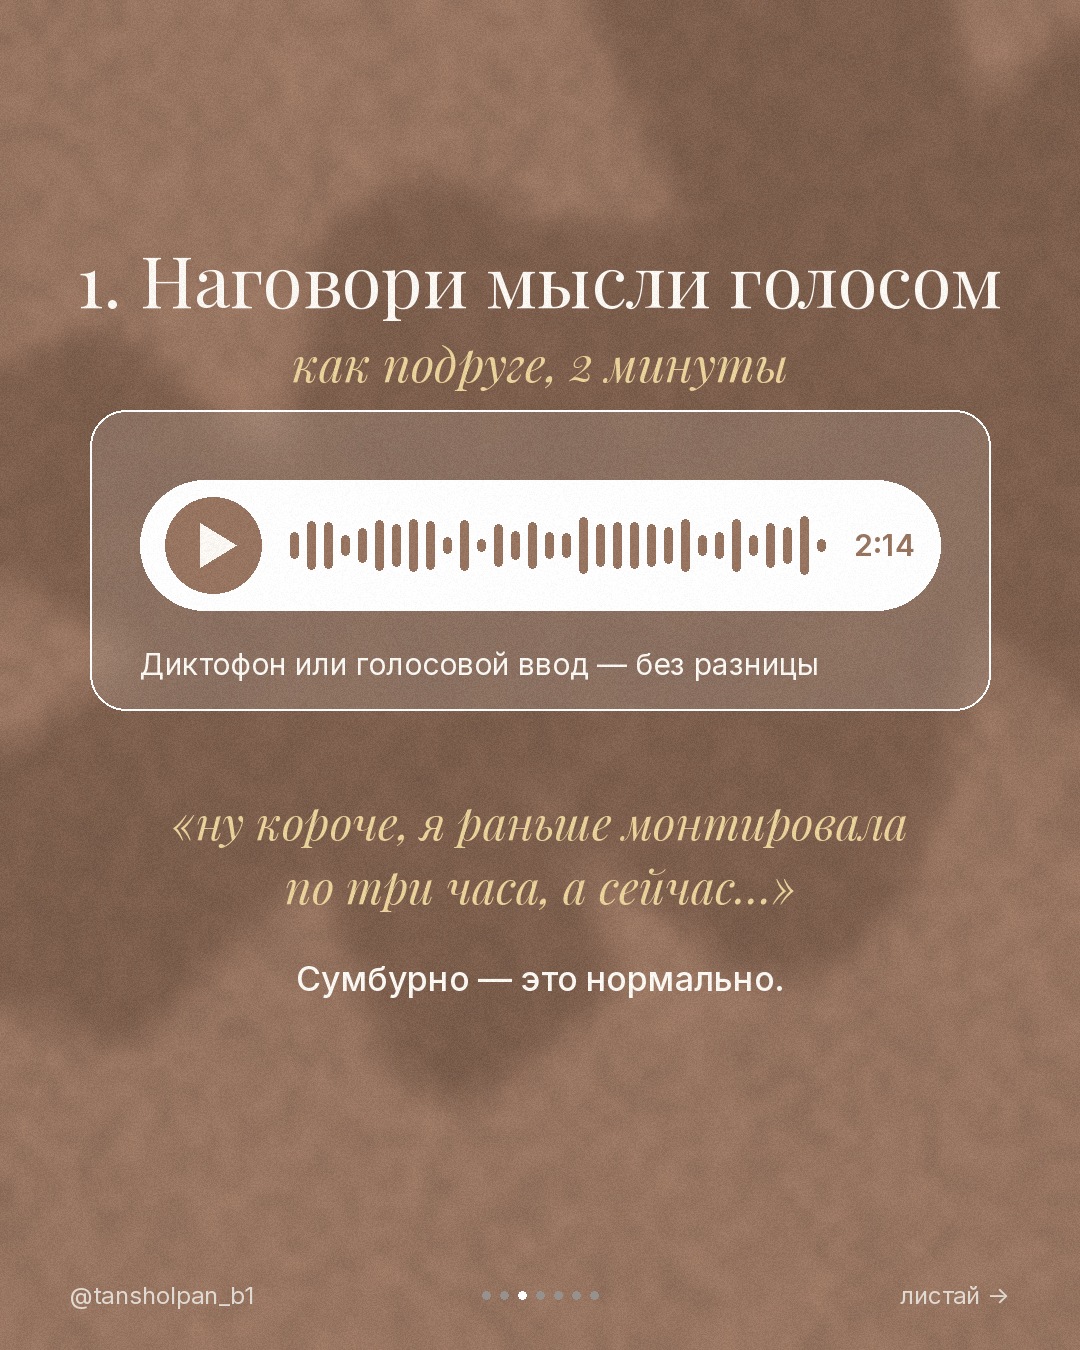 1. Наговори мысли голосом
как подруге, 2 минуты
2:14
Диктофон или голосовой ввод — без разницы
«ну короче, я раньше монтировала
по три часа, а сейчас...»
Сумбурно — это нормально.
@tansholpan_b1
листай →